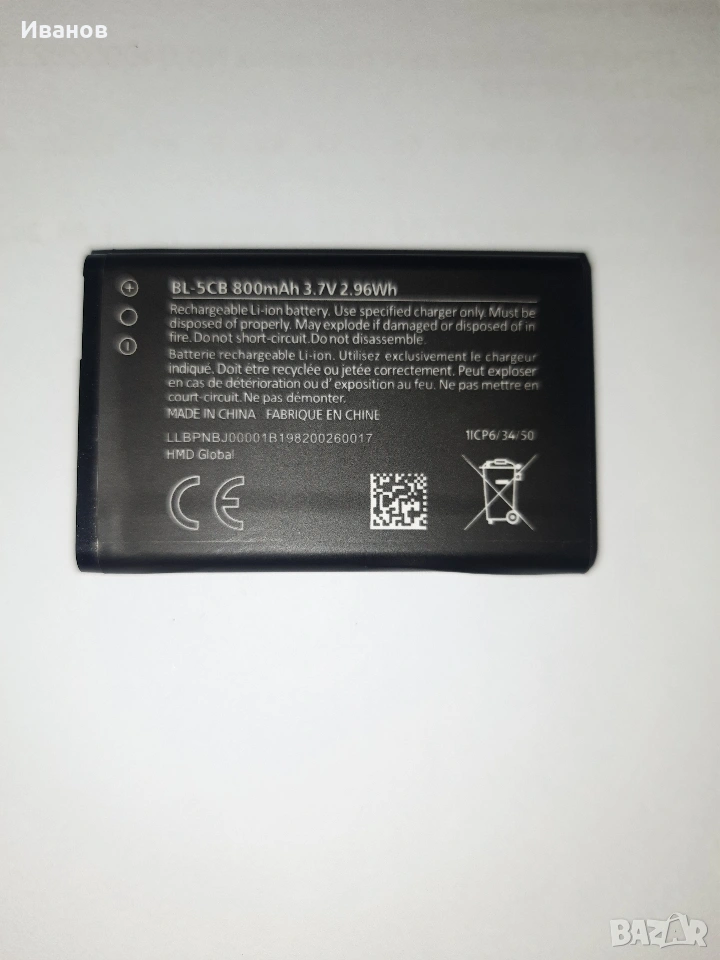 Иванов
BL-5CB 800mAh 3.7V 2.96Wh
Rechargeable Li-ion battery. Use specified charger only. Must be
disposed of properly. May explode if damaged or disposed of in
fire. Do not short-circuit. Do not disassemble.
Batterie rechargeable Li-ion. Utilisez exclusivement le chargeur
indiqué. Doit être recyclée ou jetée correctement. Peut exploser
en cas de détérioration ou d' exposition au feu. Ne pas mettre en
court-circuit. Ne pas démonter.
MADE IN CHINA FABRIQUE EN CHINE
LLBPNBJ00001B198200260017
1ICP6/34/50
HMD Global
CE
BAZAR